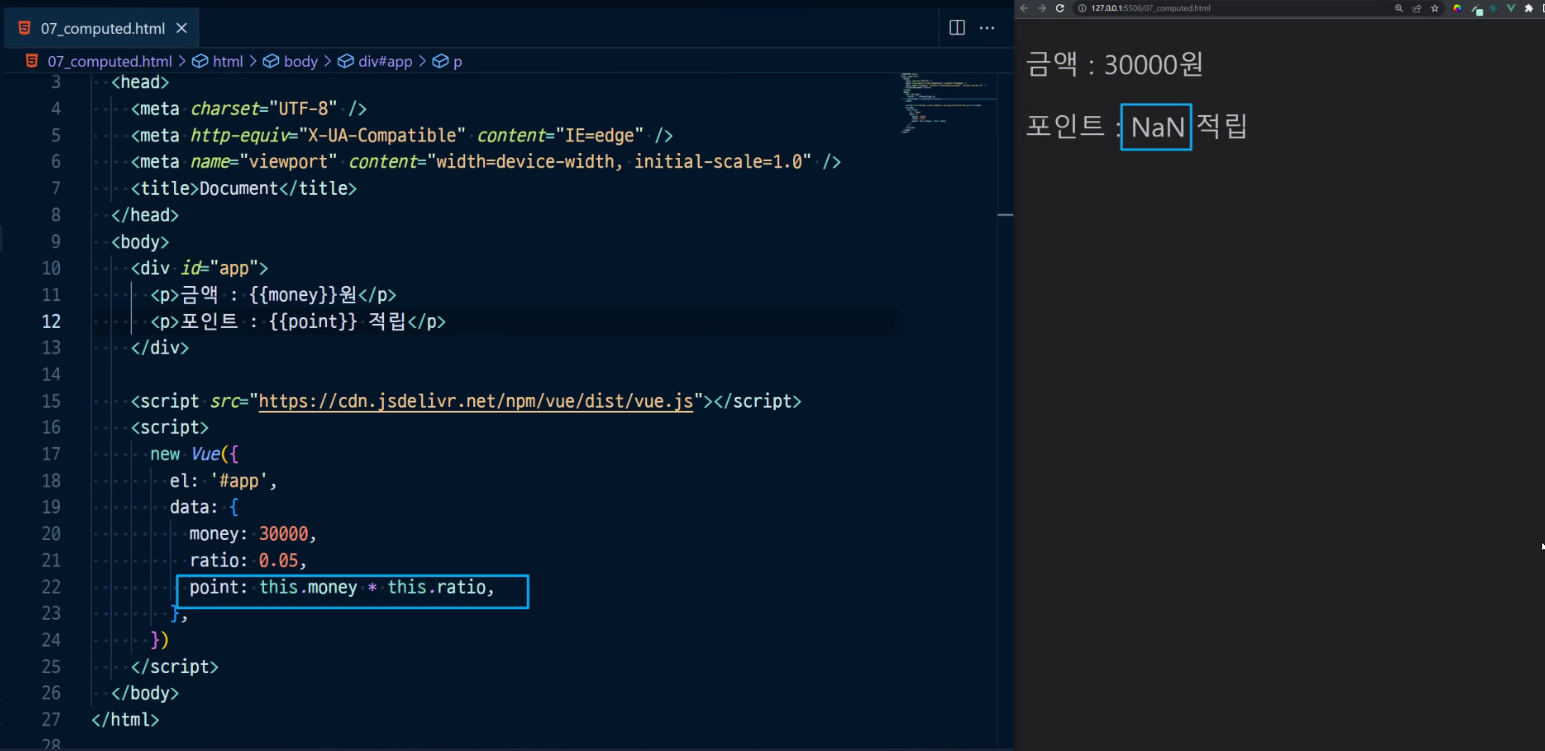 07_computed.html
07_computed.html > html > body > div#app > p
3 <head>
4 <meta charset="UTF-8" />
5 <meta http-equiv="X-UA-Compatible" content="IE=edge" />
6 <meta name="viewport" content="width=device-width, initial-scale=1.0" />
7 <title>Document</title>
8 </head>
9 <body>
10 <div id="app">
11 <p>금액 : {{money}}원</p>
12 <p>포인트 : {{point}} 적립</p>
13 </div>
14
15 <script src="https://cdn.jsdelivr.net/npm/vue/dist/vue.js"></script>
16 <script>
17 new Vue({
18 el: '#app',
19 data: {
20 money: 30000,
21 ratio: 0.05,
22 point: this.money * this.ratio,
23 },
24 })
25 </script>
26 </body>
27 </html>
28
127.0.0.1:5500/07_computed.html
금액 : 30000원
포인트 : NaN 적립